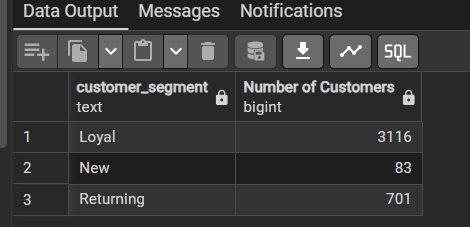 Data Output Messages Notifications
SQL
customer_segment Number of Customers
text bigint
1 Loyal 3116
2 New 83
3 Returning 701